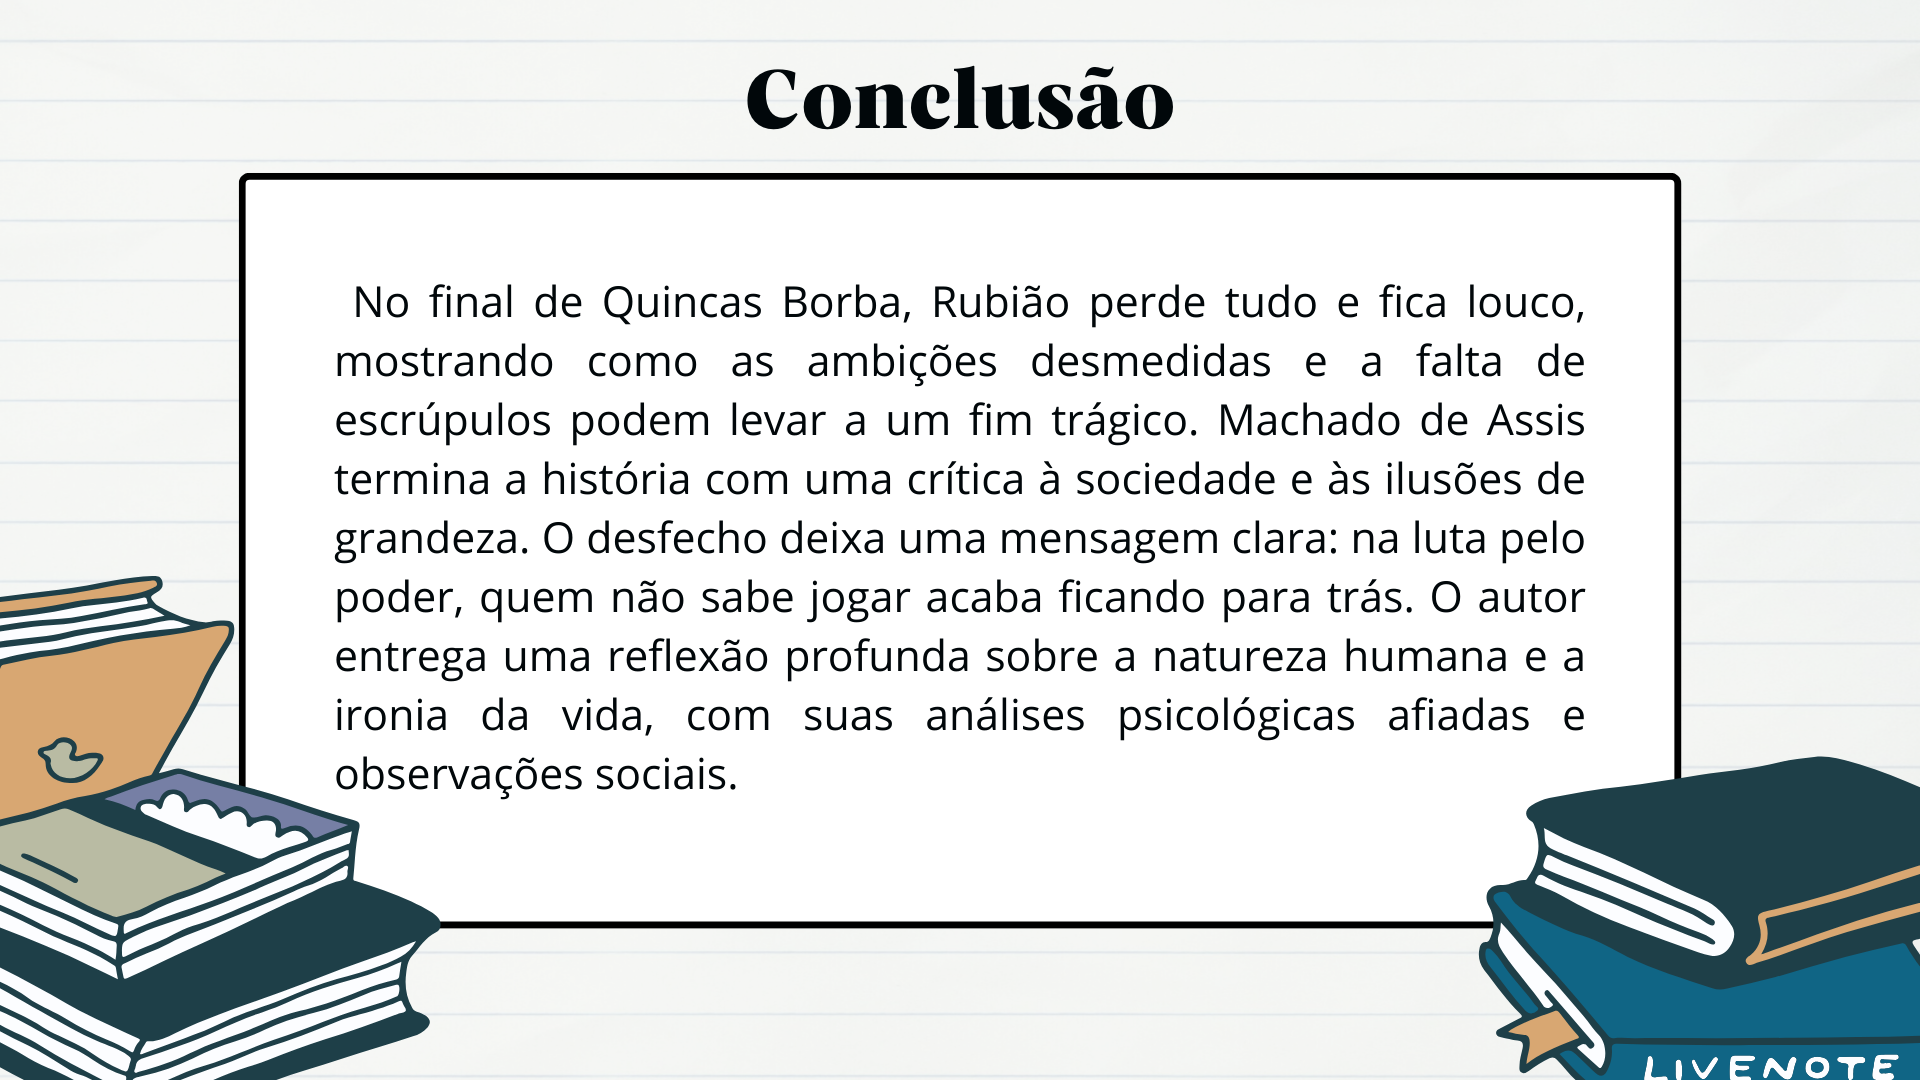 Conclusão
No final de Quincas Borba, Rubião perde tudo e fica louco,
mostrando como as ambições desmedidas e a falta de
escrúpulos podem levar a um fim trágico. Machado de Assis
termina a história com uma crítica à sociedade e às ilusões de
grandeza. O desfecho deixa uma mensagem clara: na luta pelo
poder, quem não sabe jogar acaba ficando para trás. O autor
entrega uma reflexão profunda sobre a natureza humana e a
ironia da vida, com suas análises psicológicas afiadas e
observações sociais.
LIVENOTE